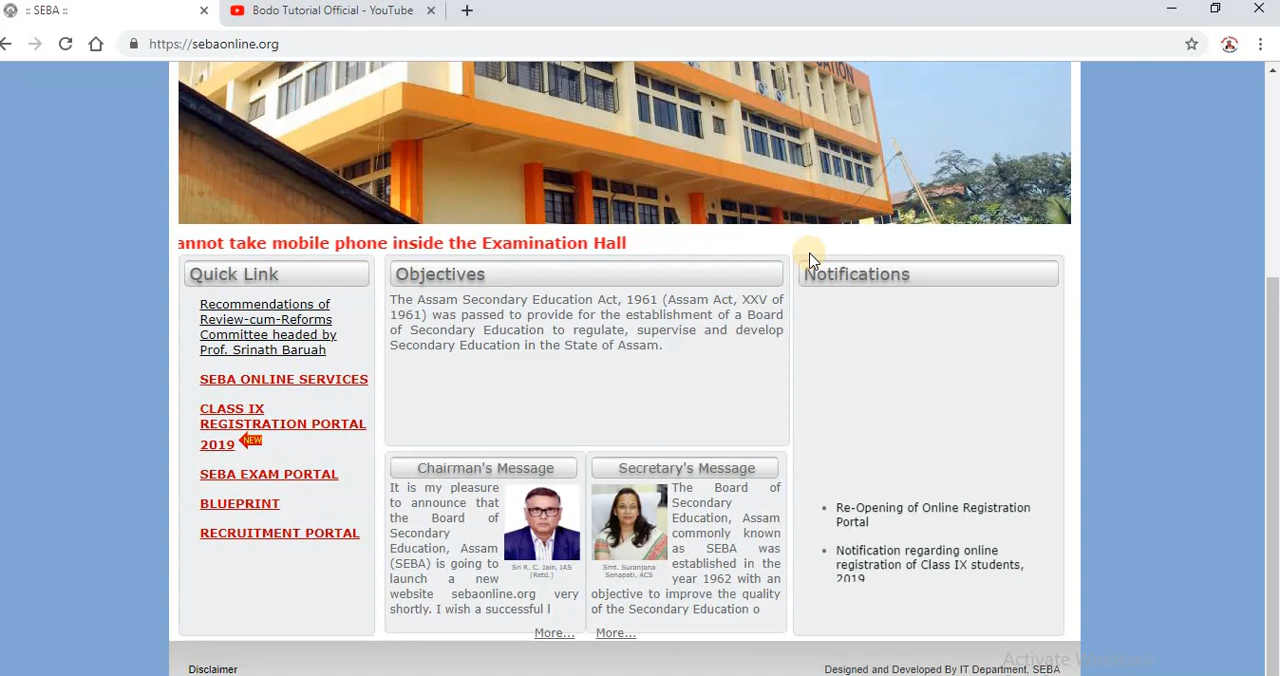 :: SEBA ::
Bodo Tutorial Official - YouTube
https://sebaonline.org
annot take mobile phone inside the Examination Hall
Quick Link
Recommendations of
Review-cum-Reforms
Committee headed by
Prof. Srinath Baruah
SEBA ONLINE SERVICES
CLASS IX
REGISTRATION PORTAL
2019 NEW
SEBA EXAM PORTAL
BLUEPRINT
RECRUITMENT PORTAL
Objectives
The Assam Secondary Education Act, 1961 (Assam Act, XXV of
1961) was passed to provide for the establishment of a Board
of Secondary Education to regulate, supervise and develop
Secondary Education in the State of Assam.
Chairman's Message
It is my pleasure
to announce that
the Board of
Secondary
Education, Assam
(SEBA) is going to
launch a new
website sebaonline.org very
shortly. I wish a successful l
Sri R. C. Jain, IAS
(Retd.)
More...
Secretary's Message
The Board of
Secondary
Education, Assam
commonly known
as SEBA was
established in the
year 1962 with an
objective to improve the quality
of the Secondary Education o
Smt. Suranjana
Senapati, ACS
More...
Notifications
Re-Opening of Online Registration
Portal
Notification regarding online
registration of Class IX students,
2019
Disclaimer
Designed and Developed By IT Department, SEBA
Activate